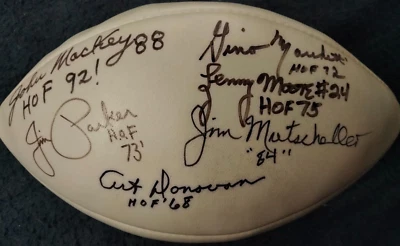 John Mackey 88
HOF 92!
Gino Marchetti
HOF 72
Lenny Moore #24
HOF 75
Jim Parker
HOF
73'
Jim Mutscheller
"84"
Art Donovan
HOF '68